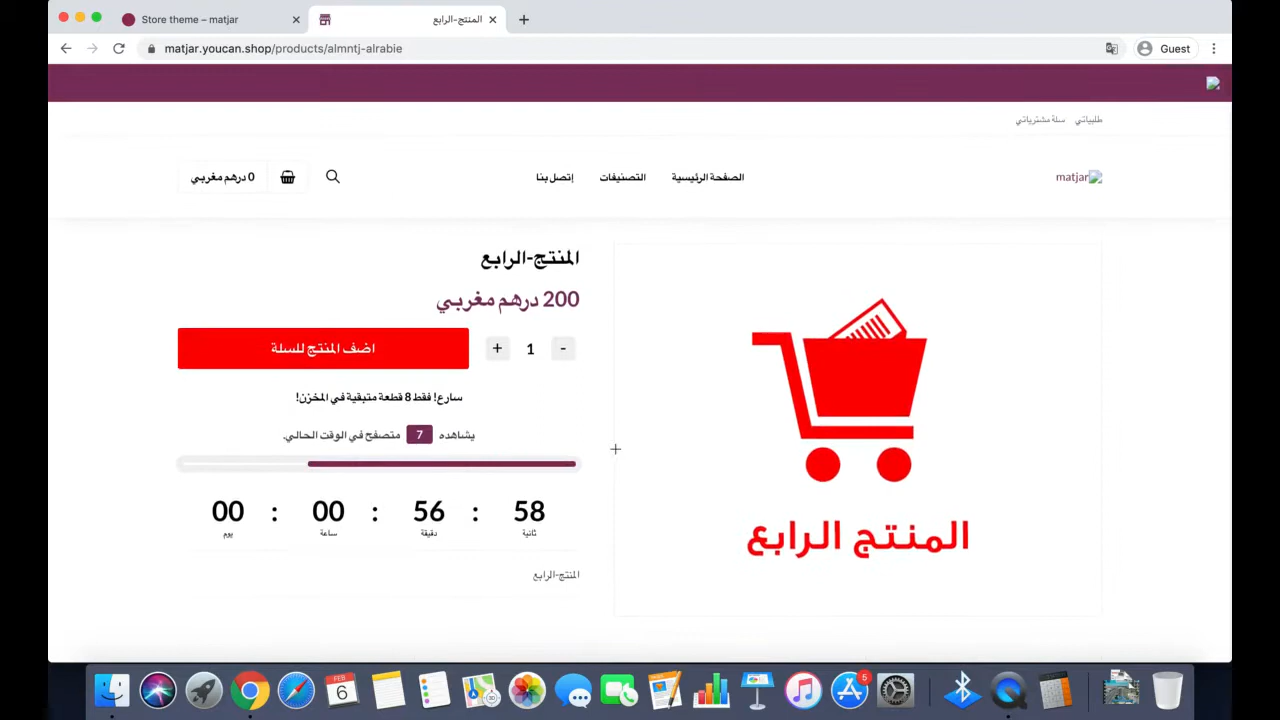 Store theme – matjar
المنتج-الرابع
matjar.youcan.shop/products/almntj-alrabie
Guest
طلبياتي سلة مشترياتي
matjar
الصفحة الرئيسية التصنيفات إتصل بنا
0 درهم مغربي
المنتج-الرابع
200 درهم مغربي
- 1 +
اضف المنتج للسلة
سارع! فقط 8 قطعة متبقية في المخزن!
يشاهده 7 متصفح في الوقت الحالي.
00 : 00 : 56 : 58
يوم ساعة دقيقة ثانية
المنتج-الرابع
المنتج الرابع
FEB
6
5